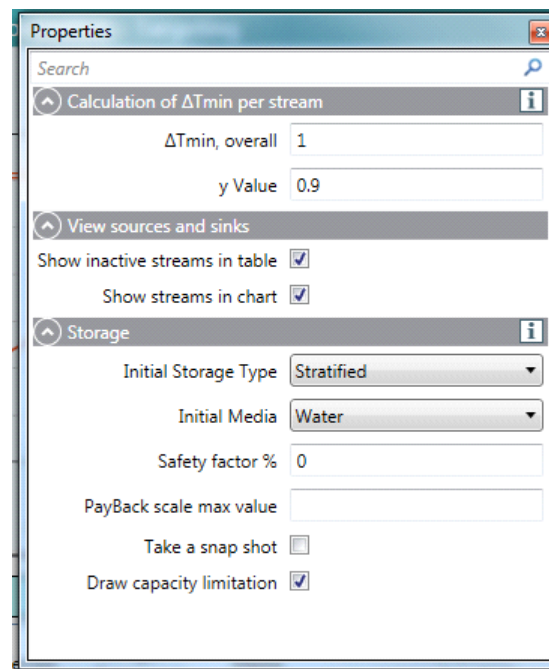 Properties
x
Search
Calculation of ΔTmin per stream i
ΔTmin, overall 1
y Value 0.9
View sources and sinks
Show inactive streams in table
Show streams in chart
Storage i
Initial Storage Type Stratified
Initial Media Water
Safety factor % 0
PayBack scale max value
Take a snap shot
Draw capacity limitation